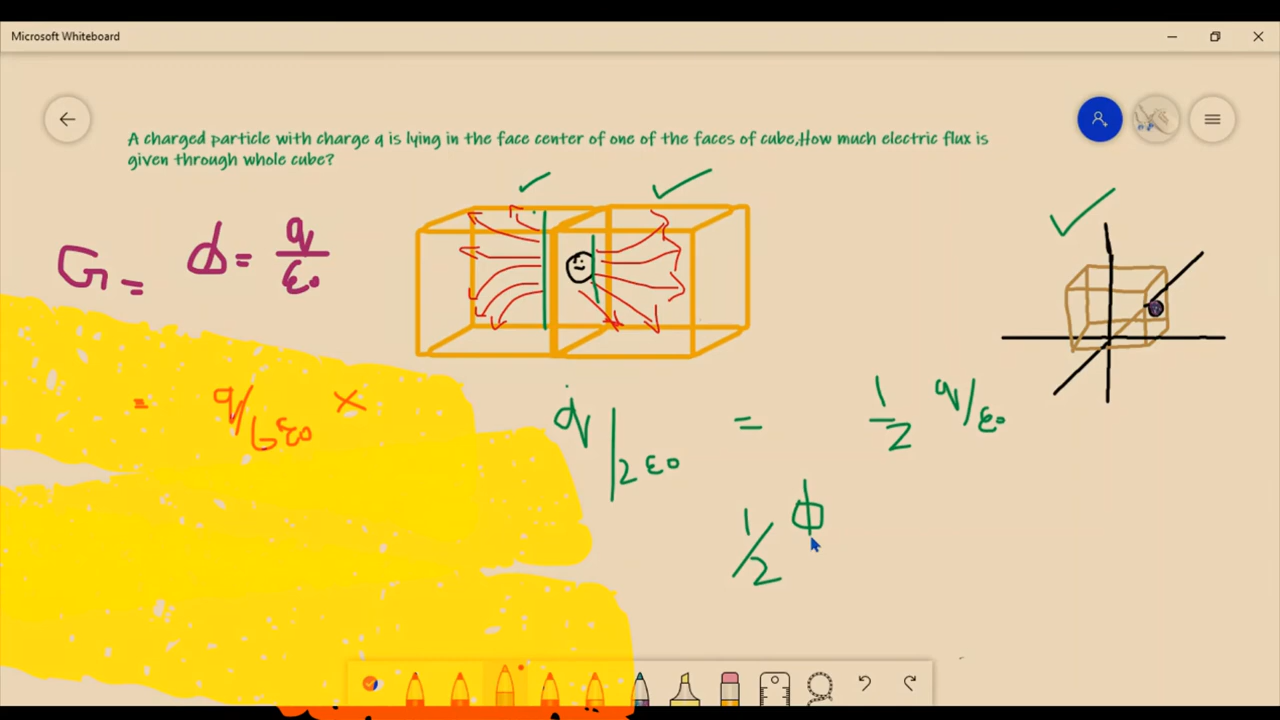 Microsoft Whiteboard
A charged particle with charge q is lying in the face center of one of the faces of cube,How much electric flux is
given through whole cube?
G = ϕ = q/ε₀
= q/6ε₀ ×
q/2ε₀ = 1/2 q/ε₀
1/2 ϕ